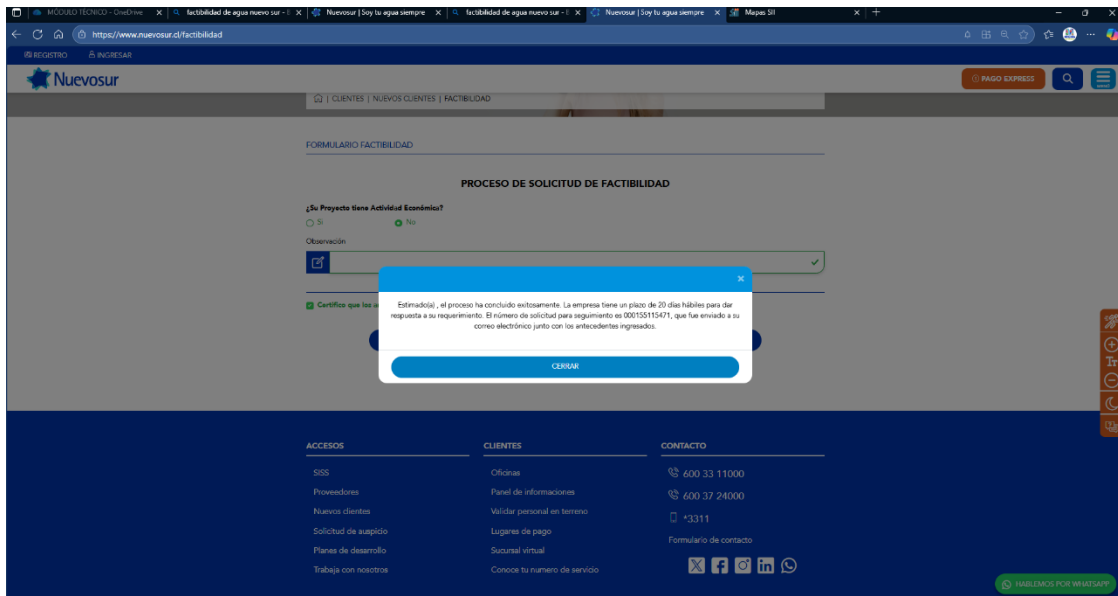 MÓDULO TÉCNICO - OneDrive
factibilidad de agua nuevo sur - B
Nuevosur | Soy tu agua siempre
factibilidad de agua nuevo sur - B
Nuevosur | Soy tu agua siempre
Mapas SII
https://www.nuevosur.cl/factibilidad
REGISTRO
INGRESAR
Nuevosur
PAGO EXPRESS
| CLIENTES | NUEVOS CLIENTES | FACTIBILIDAD
FORMULARIO FACTIBILIDAD
PROCESO DE SOLICITUD DE FACTIBILIDAD
¿Su Proyecto tiene Actividad Económica?
Si
No
Observación
Certifico que los a
Estimado(a) , el proceso ha concluido exitosamente. La empresa tiene un plazo de 20 días hábiles para dar
respuesta a su requerimiento. El número de solicitud para seguimiento es 000155115471, que fue enviado a su
correo electrónico junto con los antecedentes ingresados.
CERRAR
ACCESOS
SISS
Proveedores
Nuevos clientes
Solicitud de auspicio
Planes de desarrollo
Trabaja con nosotros
CLIENTES
Oficinas
Panel de informaciones
Validar personal en terreno
Lugares de pago
Sucursal virtual
Conoce tu numero de servicio
CONTACTO
600 33 11000
600 37 24000
*3311
Formulario de contacto
HABLEMOS POR WHATSAPP